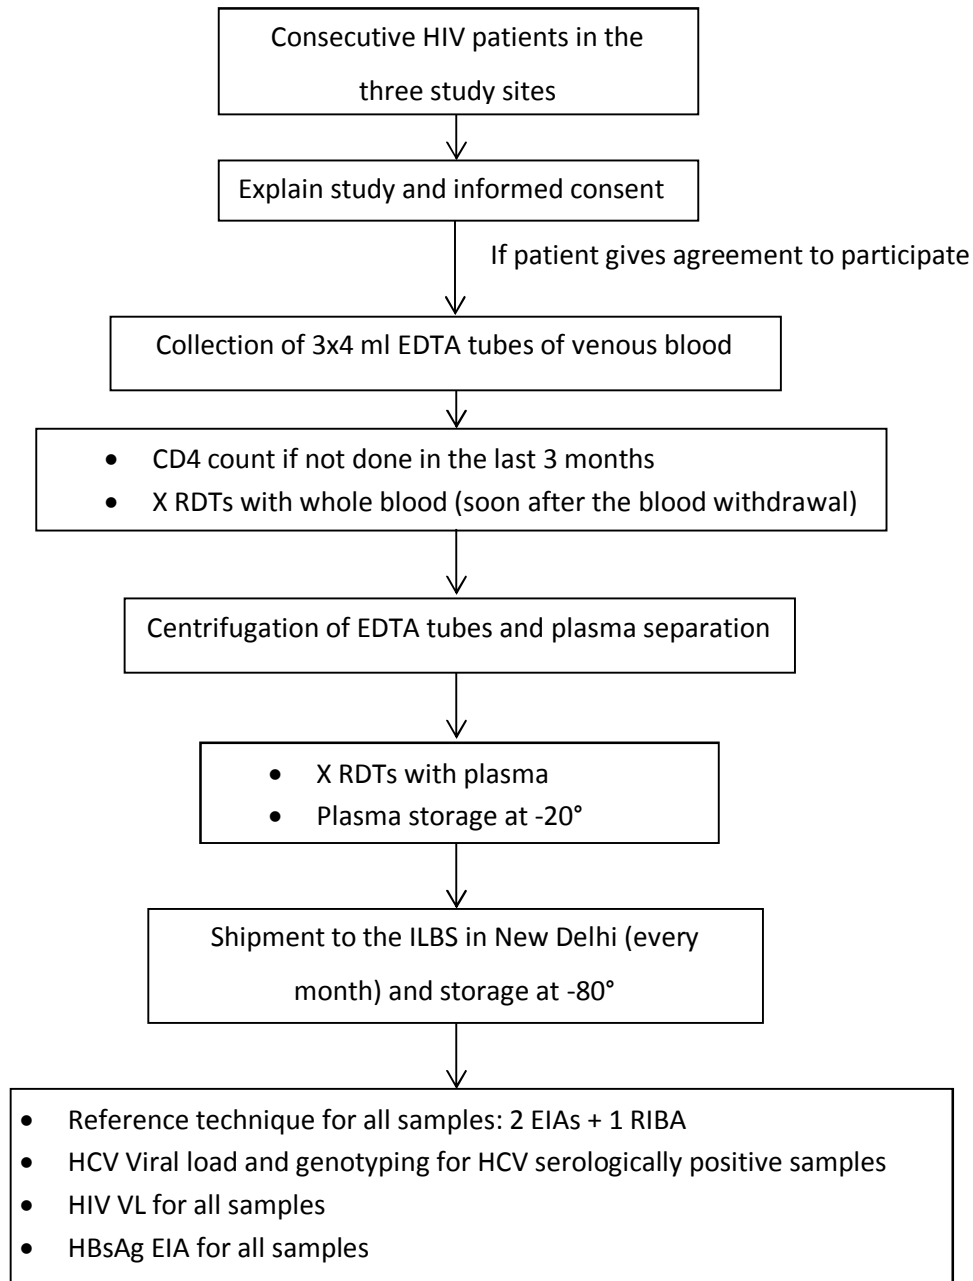 Consecutive HIV patients in the
three study sites
Explain study and informed consent
If patient gives agreement to participate
Collection of 3x4 ml EDTA tubes of venous blood
• CD4 count if not done in the last 3 months
• X RDTs with whole blood (soon after the blood withdrawal)
Centrifugation of EDTA tubes and plasma separation
• X RDTs with plasma
• Plasma storage at -20°
Shipment to the ILBS in New Delhi (every
month) and storage at -80°
• Reference technique for all samples: 2 EIAs + 1 RIBA
• HCV Viral load and genotyping for HCV serologically positive samples
• HIV VL for all samples
• HBsAg EIA for all samples